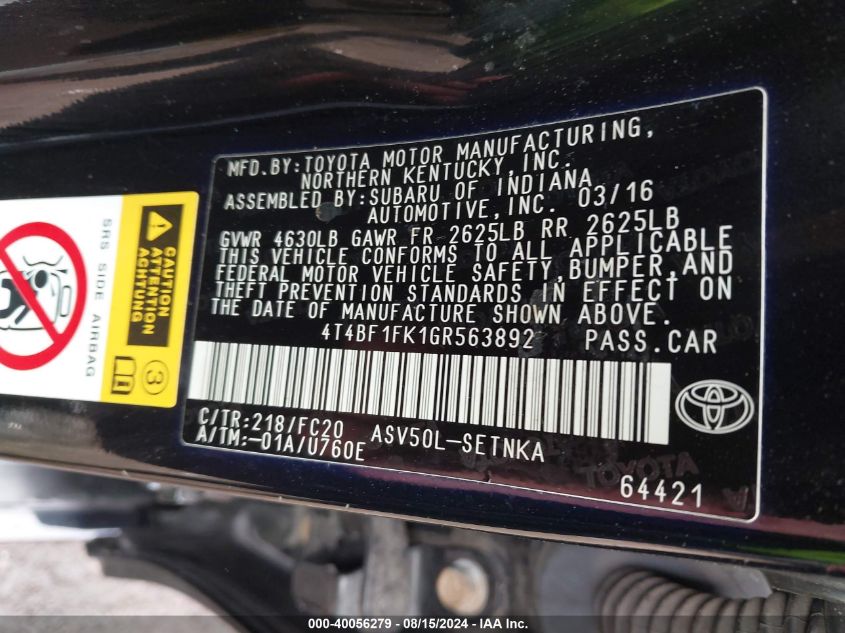 MFD.BY:TOYOTA MOTOR MANUFACTURING,
NORTHERN KENTUCKY,INC.
ASSEMBLED BY:SUBARU OF INDIANA
AUTOMOTIVE,INC. 03/16
GVWR 4630LB GAWR FR 2625LB RR 2625LB
THIS VEHICLE CONFORMS TO ALL APPLICABLE
FEDERAL MOTOR VEHICLE SAFETY,BUMPER,AND
THEFT PREVENTION STANDARDS IN EFFECT ON
THE DATE OF MANUFACTURE SHOWN ABOVE.
4T4BF1FK1GR563892 PASS.CAR
C/TR:218/FC20 ASV50L-SETNKA
A/TM:-01A/U760E
TOYOTA
64421
SRS SIDE AIRBAG
CAUTION
ATTENTION
ACHTUNG
3
000-40056279 - 08/15/2024 - IAA Inc.